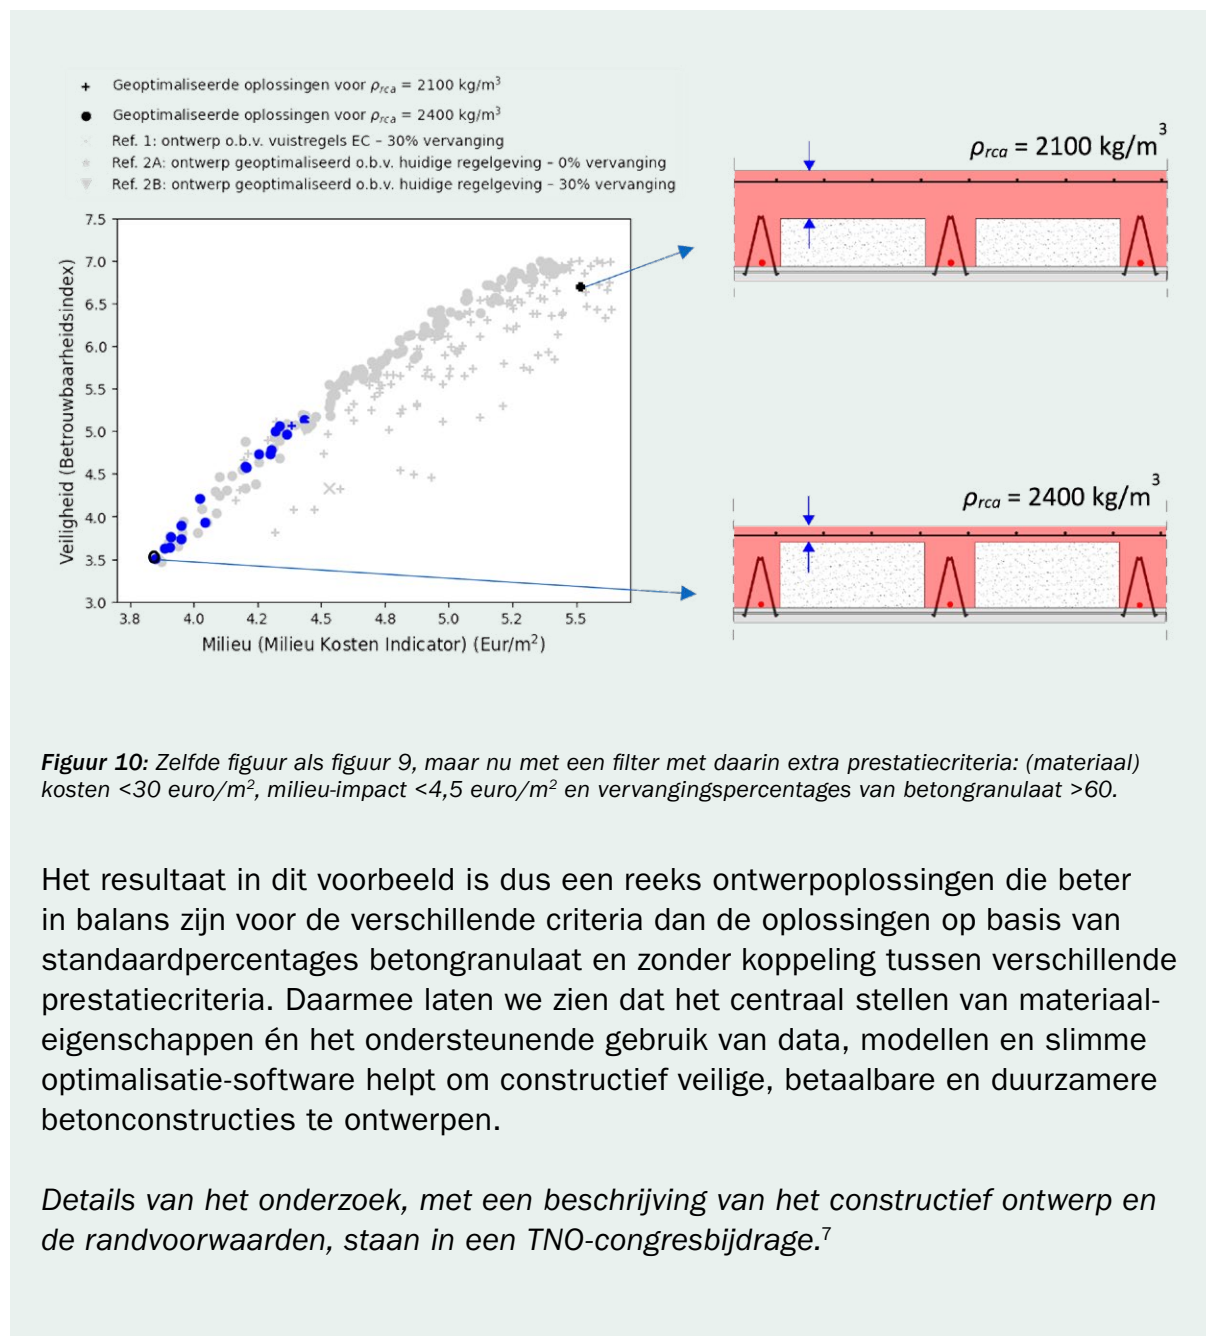 Geoptimaliseerde oplossingen voor ρrca = 2100 kg/m³
Geoptimaliseerde oplossingen voor ρrca = 2400 kg/m³
Ref. 1: ontwerp o.b.v. vuistregels EC – 30% vervanging
Ref. 2A: ontwerp geoptimaliseerd o.b.v. huidige regelgeving – 0% vervanging
Ref. 2B: ontwerp geoptimaliseerd o.b.v. huidige regelgeving – 30% vervanging
7.5
7.0
6.5
6.0
5.5
5.0
4.5
4.0
3.5
3.0
Veiligheid (Betrouwbaarheidsindex)
3.8 4.0 4.2 4.5 4.8 5.0 5.2 5.5
Milieu (Milieu Kosten Indicator) (Eur/m²)
ρrca = 2100 kg/m³
ρrca = 2400 kg/m³
Figuur 10: Zelfde figuur als figuur 9, maar nu met een filter met daarin extra prestatiecriteria: (materiaal)
kosten <30 euro/m², milieu-impact <4,5 euro/m² en vervangingspercentages van betongranulaat >60.
Het resultaat in dit voorbeeld is dus een reeks ontwerpoplossingen die beter
in balans zijn voor de verschillende criteria dan de oplossingen op basis van
standaardpercentages betongranulaat en zonder koppeling tussen verschillende
prestatiecriteria. Daarmee laten we zien dat het centraal stellen van materiaal-
eigenschappen én het ondersteunende gebruik van data, modellen en slimme
optimalisatie-software helpt om constructief veilige, betaalbare en duurzamere
betonconstructies te ontwerpen.
Details van het onderzoek, met een beschrijving van het constructief ontwerp en
de randvoorwaarden, staan in een TNO-congresbijdrage.⁷